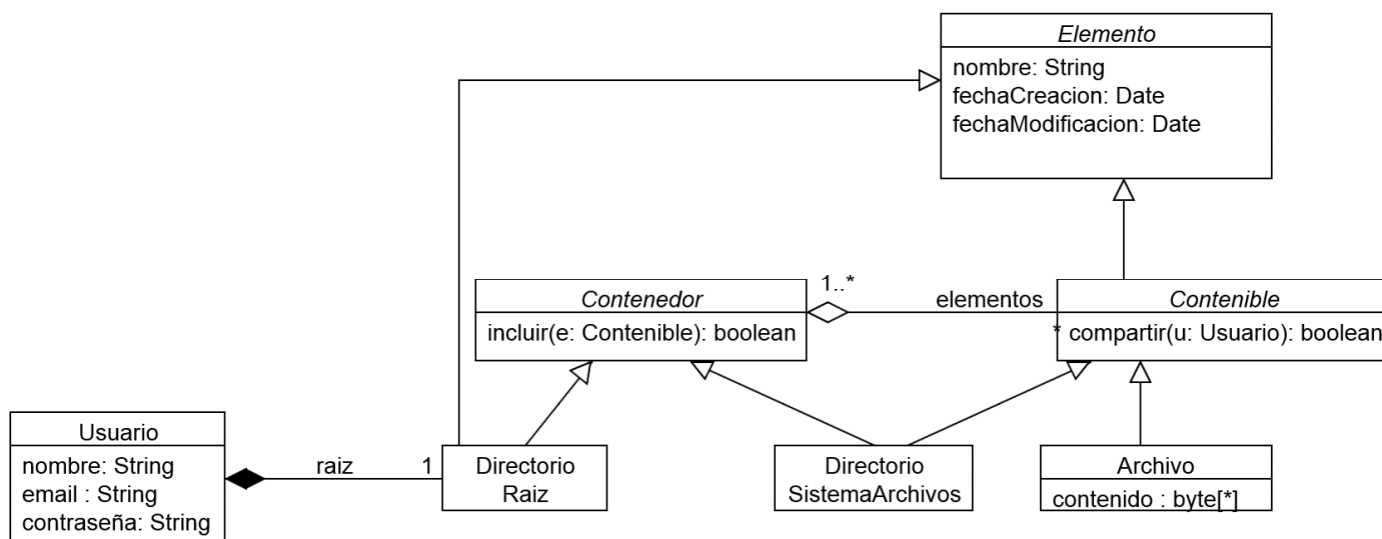 Elemento
nombre: String
fechaCreacion: Date
fechaModificacion: Date
Contenedor
incluir(e: Contenible): boolean
1..*
elementos
*
Contenible
compartir(u: Usuario): boolean
Usuario
nombre: String
email : String
contraseña: String
raiz
1
Directorio
Raiz
Directorio
SistemaArchivos
Archivo
contenido : byte[*]